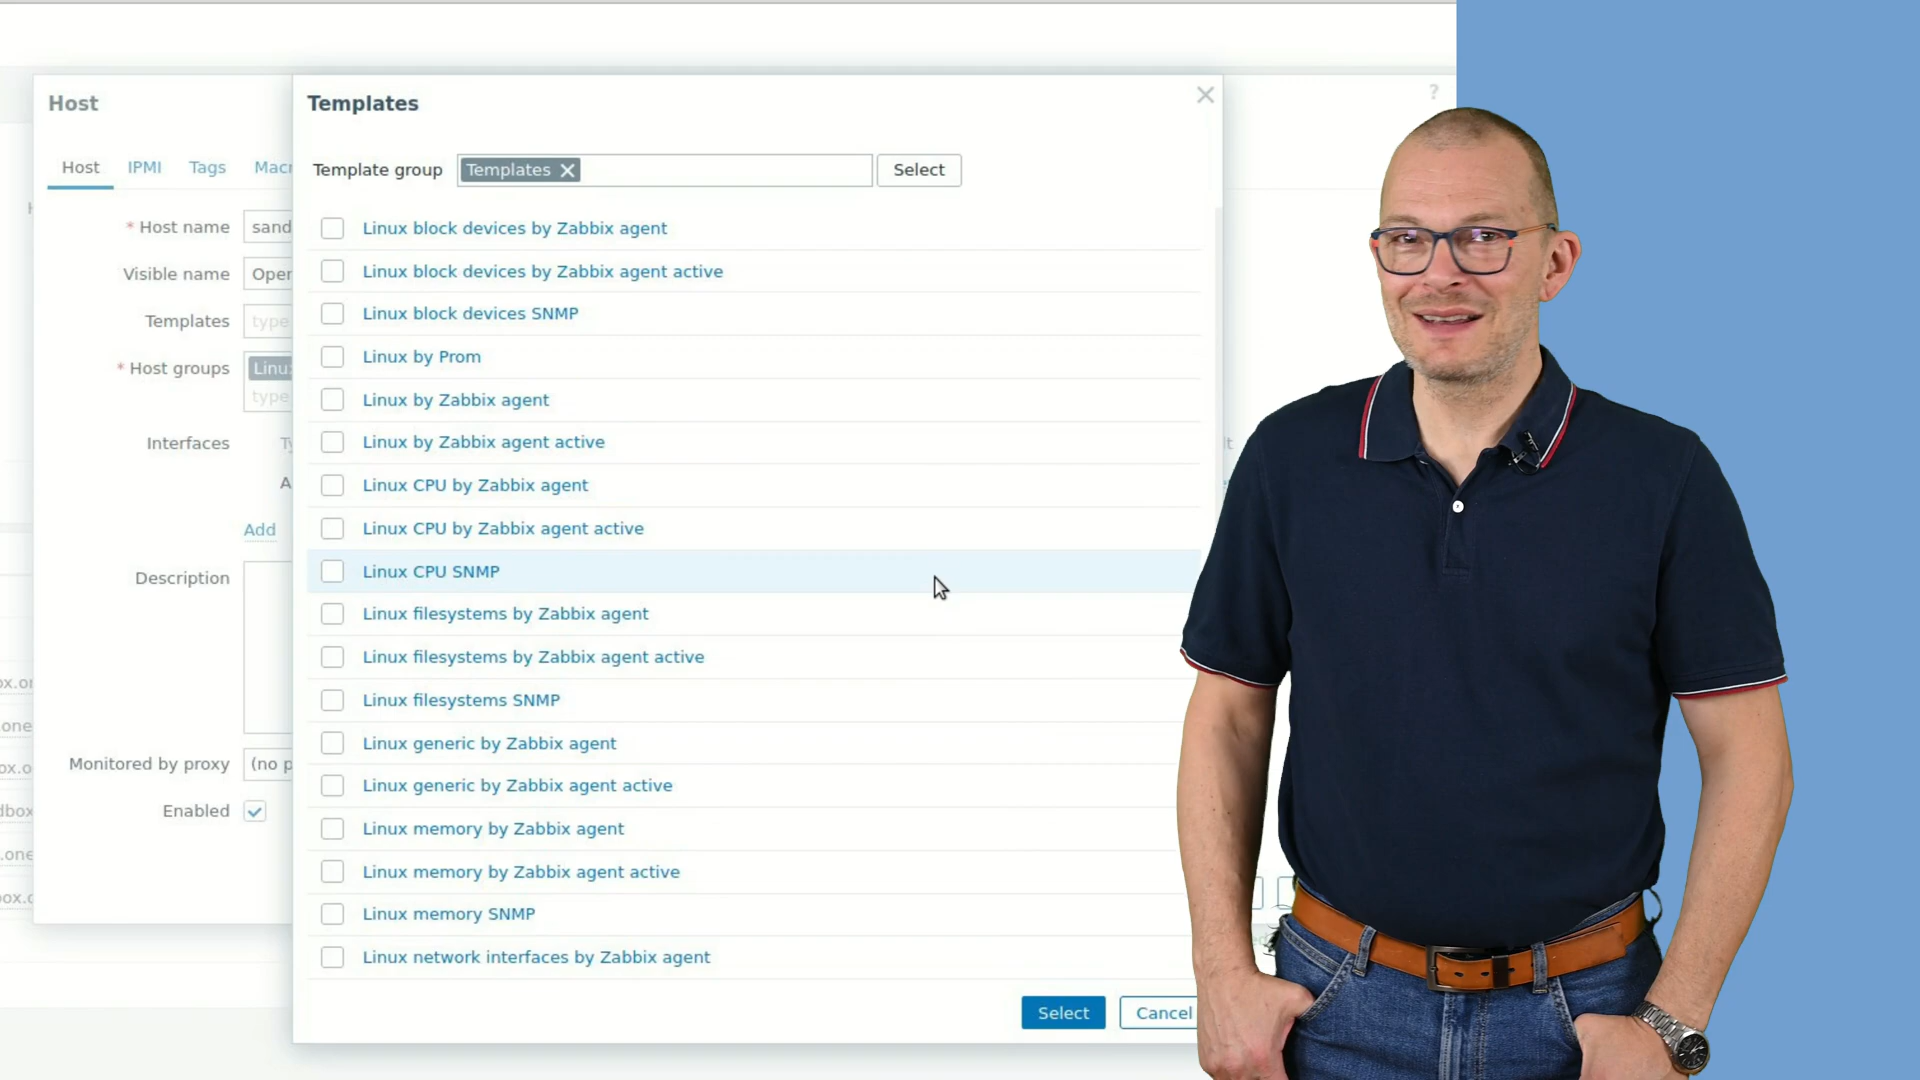 Host
?
Host IPMI Tags Macr
* Host name sand
Visible name Oper
Templates type
* Host groups Linu
type
Interfaces
Add
Description
Monitored by proxy (no p
Enabled
Templates
Template group Templates Select
Linux block devices by Zabbix agent
Linux block devices by Zabbix agent active
Linux block devices SNMP
Linux by Prom
Linux by Zabbix agent
Linux by Zabbix agent active
Linux CPU by Zabbix agent
Linux CPU by Zabbix agent active
Linux CPU SNMP
Linux filesystems by Zabbix agent
Linux filesystems by Zabbix agent active
Linux filesystems SNMP
Linux generic by Zabbix agent
Linux generic by Zabbix agent active
Linux memory by Zabbix agent
Linux memory by Zabbix agent active
Linux memory SNMP
Linux network interfaces by Zabbix agent
Select Cancel